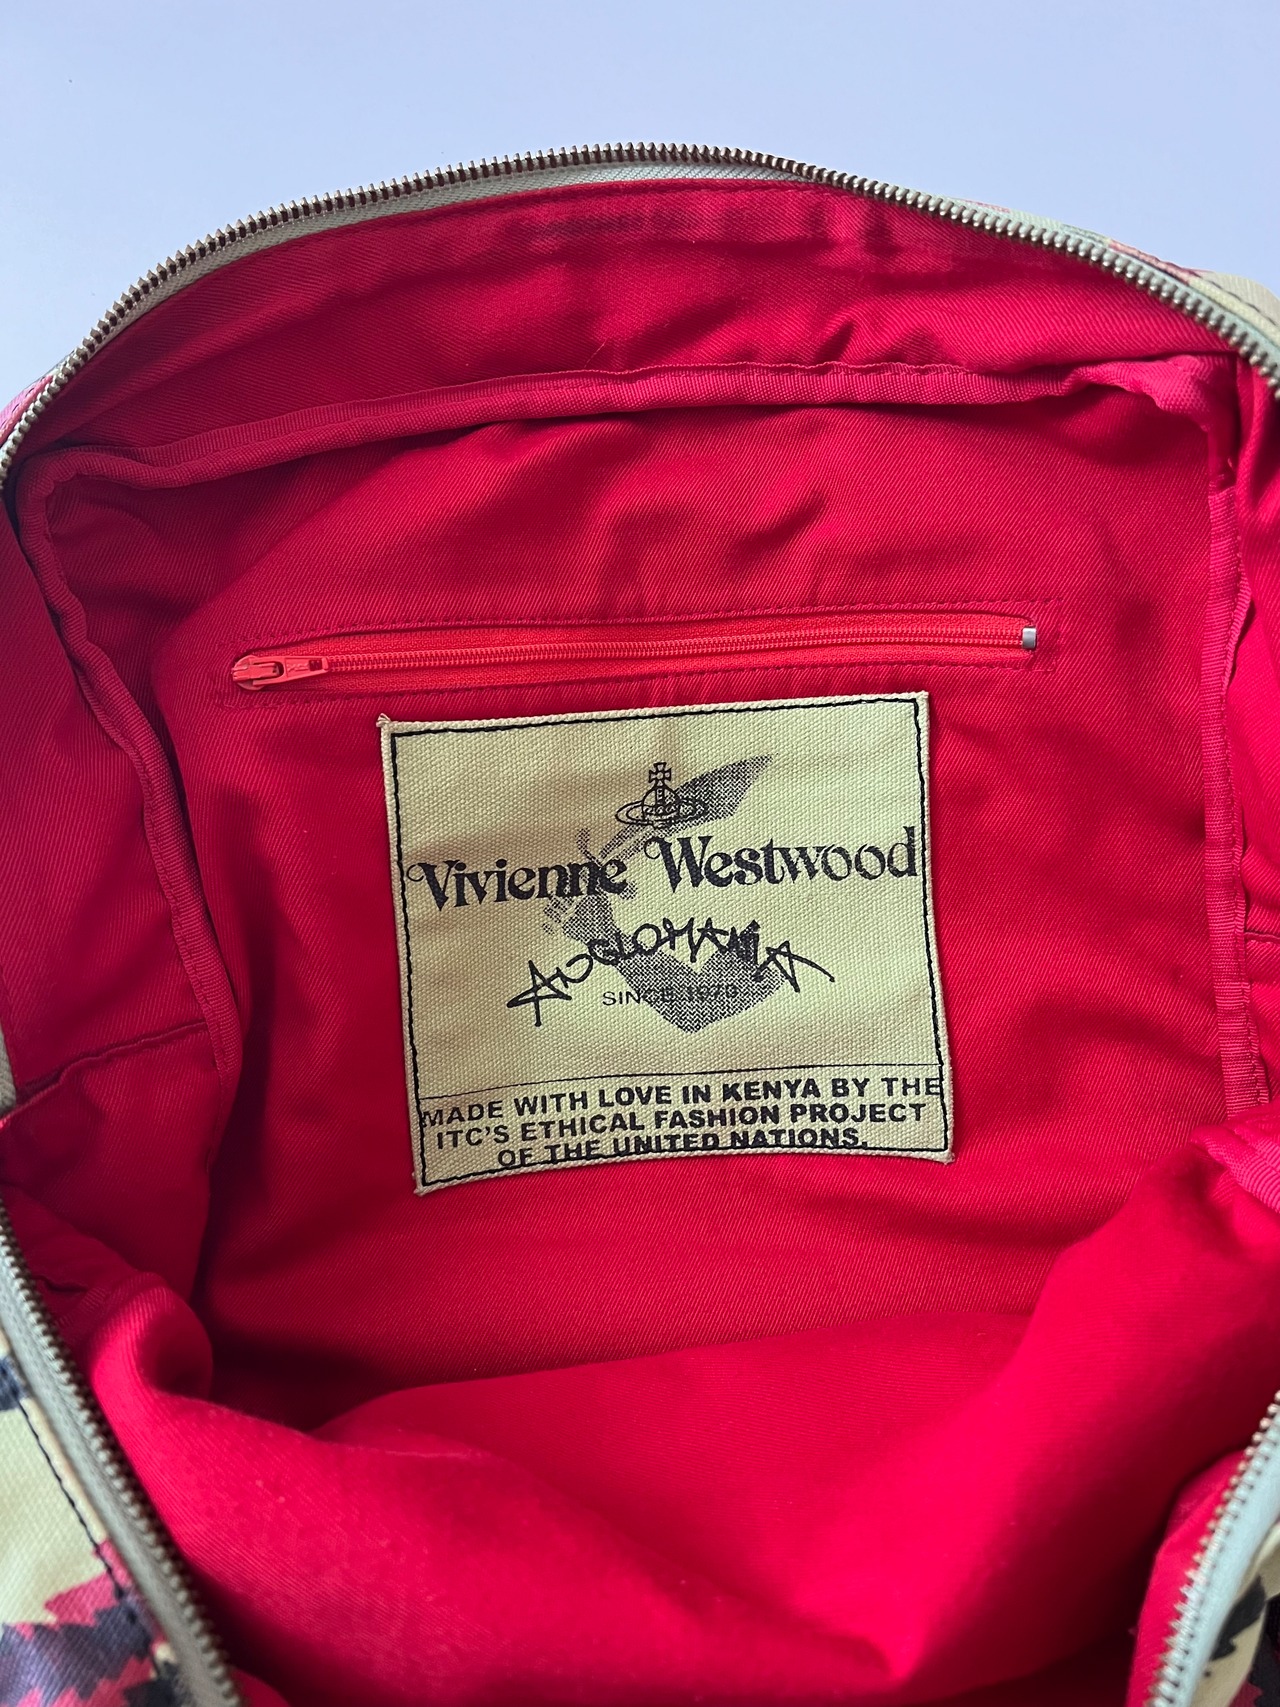 Vivienne Westwood
ANGLOMANIA
SINCE 1970
MADE WITH LOVE IN KENYA BY THE
ITC'S ETHICAL FASHION PROJECT
OF THE UNITED NATIONS.